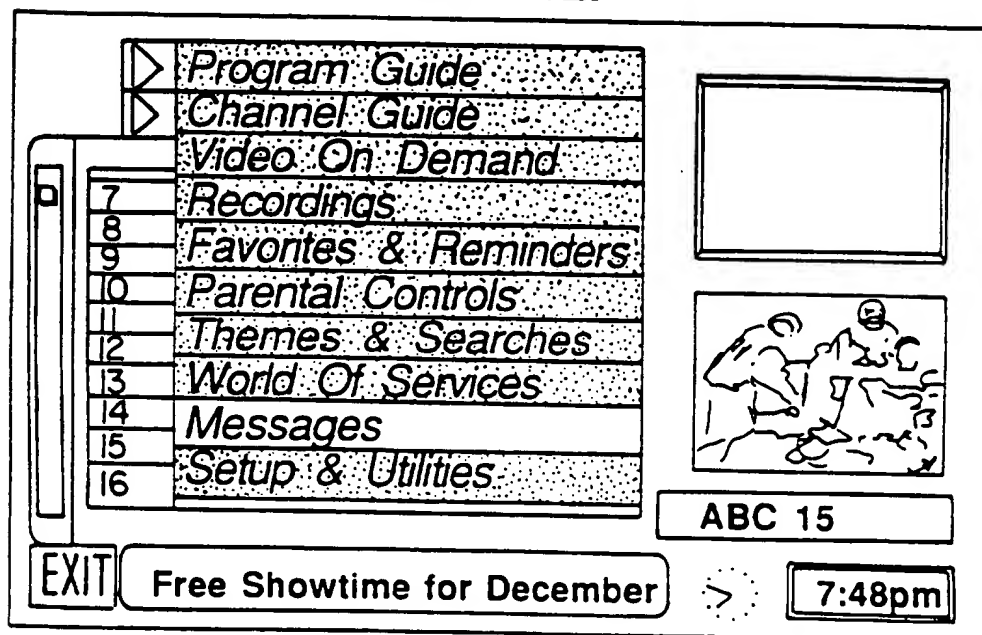 Program Guide
Channel Guide
Video On Demand
7 Recordings
8
9 Favorites & Reminders
10 Parental Controls
11
12 Themes & Searches
13 World Of Services
14 Messages
15
16 Setup & Utilities
ABC 15
EXIT Free Showtime for December 7:48pm